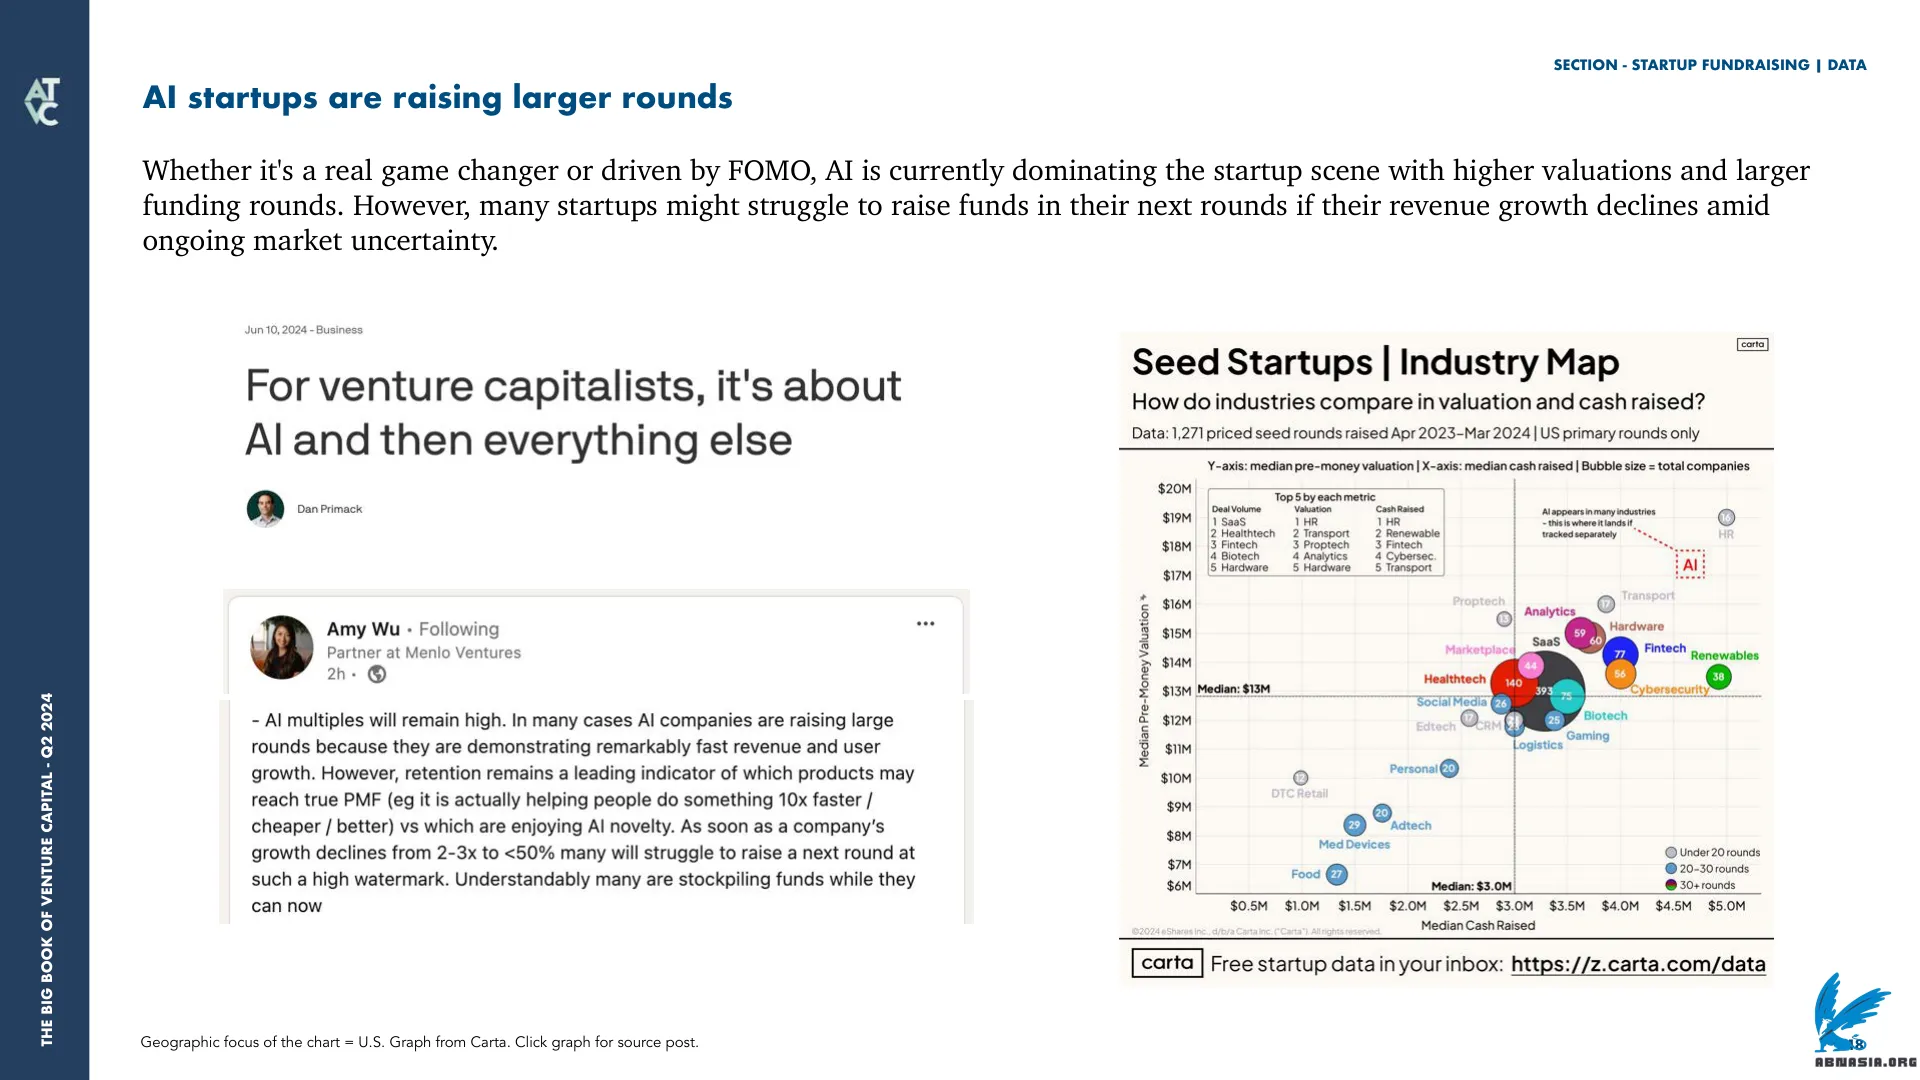 AT
VC
THE BIG BOOK OF VENTURE CAPITAL - Q2 2024
SECTION - STARTUP FUNDRAISING | DATA
AI startups are raising larger rounds
Whether it's a real game changer or driven by FOMO, AI is currently dominating the startup scene with higher valuations and larger
funding rounds. However, many startups might struggle to raise funds in their next rounds if their revenue growth declines amid
ongoing market uncertainty.
Jun 10, 2024 - Business
For venture capitalists, it's about
AI and then everything else
Dan Primack
Amy Wu • Following
Partner at Menlo Ventures
2h •
- AI multiples will remain high. In many cases AI companies are raising large
rounds because they are demonstrating remarkably fast revenue and user
growth. However, retention remains a leading indicator of which products may
reach true PMF (eg it is actually helping people do something 10x faster /
cheaper / better) vs which are enjoying AI novelty. As soon as a company's
growth declines from 2-3x to <50% many will struggle to raise a next round at
such a high watermark. Understandably many are stockpiling funds while they
can now
carta
Seed Startups | Industry Map
How do industries compare in valuation and cash raised?
Data: 1,271 priced seed rounds raised Apr 2023–Mar 2024 | US primary rounds only
Y-axis: median pre-money valuation | X-axis: median cash raised | Bubble size = total companies
Top 5 by each metric
Deal Volume Valuation Cash Raised
1 SaaS 1 HR 1 HR
2 Healthtech 2 Transport 2 Renewable
3 Fintech 3 Proptech 3 Fintech
4 Biotech 4 Analytics 4 Cybersec.
5 Hardware 5 Hardware 5 Transport
AI appears in many industries
- this is where it lands if
tracked separately
AI
16
HR
Median Pre-Money Valuation
$20M
$19M
$18M
$17M
$16M
$15M
$14M
$13M
$12M
$11M
$10M
$9M
$8M
$7M
$6M
Median: $13M
Proptech
13
Transport
17
Analytics
59
Hardware
60
SaaS
393
Marketplace
44
Fintech
77
Renewables
38
Healthtech
140
56
Cybersecurity
75
Biotech
Social Media
26
Edtech
17
CRM
Logistics
25
Gaming
Personal
20
DTC Retail
20
Adtech
29
Med Devices
Food
27
Under 20 rounds
20–30 rounds
30+ rounds
Median: $3.0M
$0.5M $1.0M $1.5M $2.0M $2.5M $3.0M $3.5M $4.0M $4.5M $5.0M
Median Cash Raised
©2024 eShares Inc., d/b/a Carta Inc. ("Carta"). All rights reserved.
carta Free startup data in your inbox: https://z.carta.com/data
Geographic focus of the chart = U.S. Graph from Carta. Click graph for source post.
18
ABNASIA.ORG